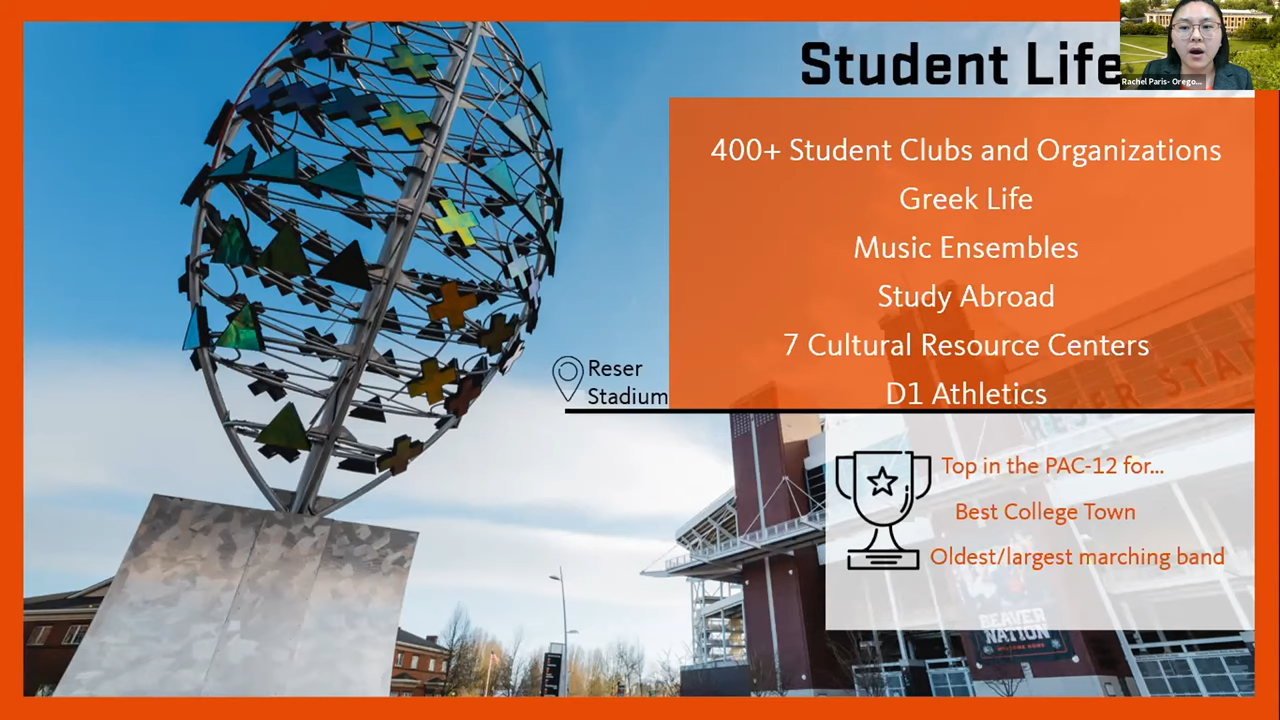 Student Life
Rachel Paris- Orego...
400+ Student Clubs and Organizations
Greek Life
Music Ensembles
Study Abroad
7 Cultural Resource Centers
D1 Athletics
Reser
Stadium
Top in the PAC-12 for...
Best College Town
Oldest/largest marching band
BEAVER
NATION